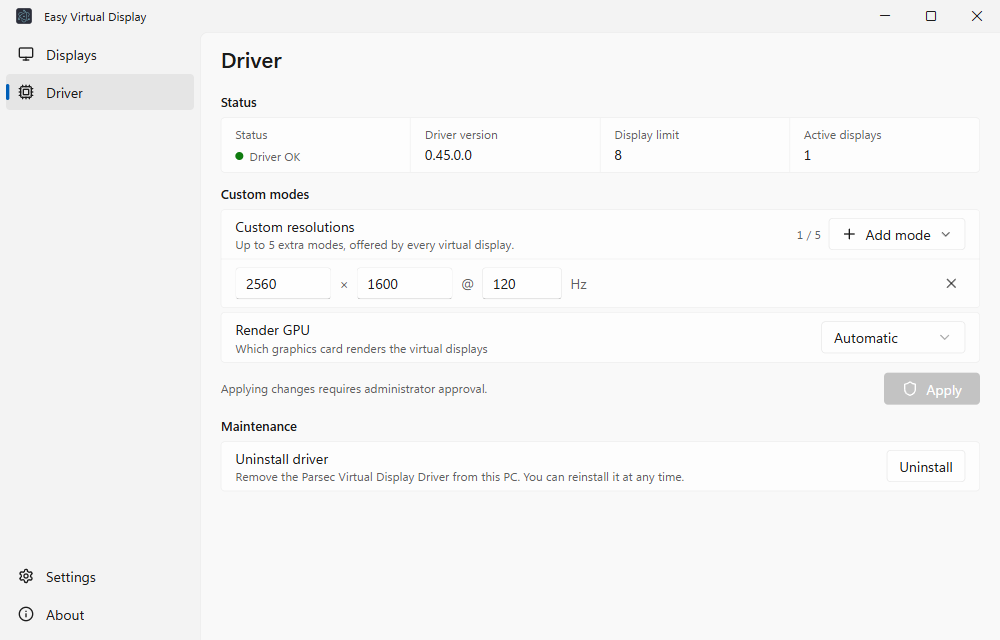 Easy Virtual Display
Displays
Driver
Driver
Status
Status
Driver OK
Driver version
0.45.0.0
Display limit
8
Active displays
1
Custom modes
Custom resolutions
Up to 5 extra modes, offered by every virtual display.
1 / 5
Add mode
2560 × 1600 @ 120 Hz
Render GPU
Which graphics card renders the virtual displays
Automatic
Applying changes requires administrator approval.
Apply
Maintenance
Uninstall driver
Remove the Parsec Virtual Display Driver from this PC. You can reinstall it at any time.
Uninstall
Settings
About